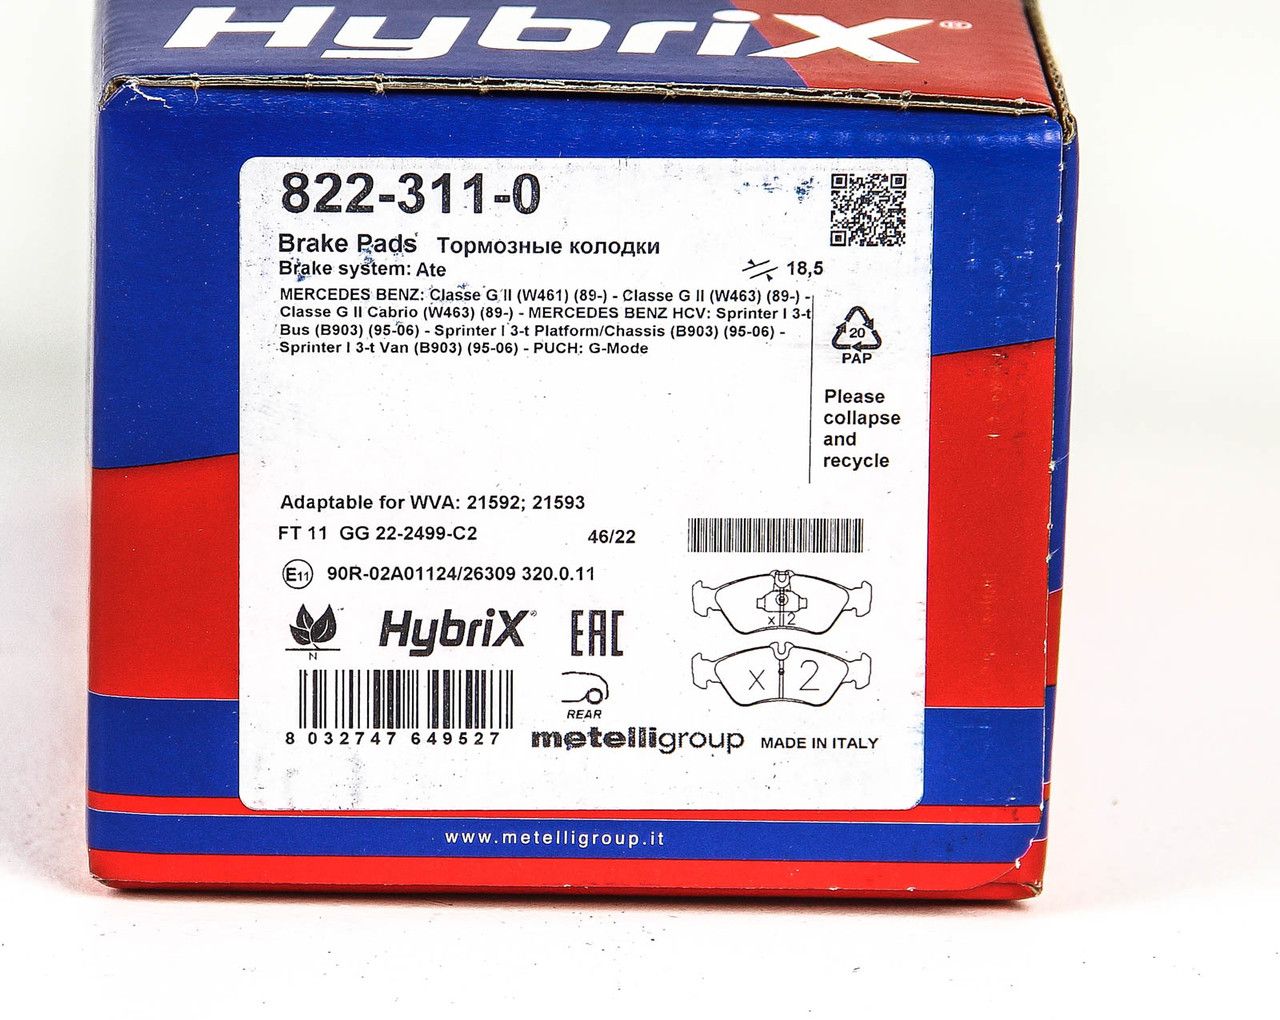 HybriX®
822-311-0
Brake Pads Тормозные колодки
Brake system: Ate
18,5
MERCEDES BENZ: Classe G II (W461) (89-) - Classe G II (W463) (89-) -
Classe G II Cabrio (W463) (89-) - MERCEDES BENZ HCV: Sprinter I 3-t
Bus (B903) (95-06) - Sprinter I 3-t Platform/Chassis (B903) (95-06) -
Sprinter I 3-t Van (B903) (95-06) - PUCH: G-Mode
20
PAP
Please
collapse
and
recycle
Adaptable for WVA: 21592; 21593
FT 11 GG 22-2499-C2
46/22
E11 90R-02A01124/26309 320.0.11
x 2
N
HybriX®
EAC
x 2
REAR
8 032747 649527
metelligroup
MADE IN ITALY
www.metelligroup.it